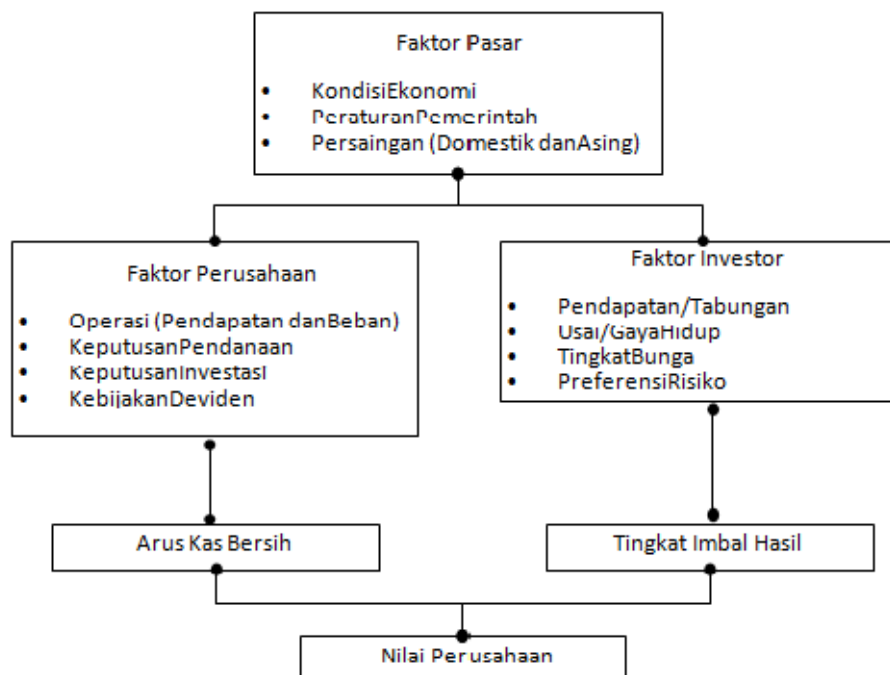 Faktor Pasar
• KondisiEkonomi
• PeraturanPemerintah
• Persaingan (Domestik danAsing)
Faktor Perusahaan
• Operasi (Pendapatan danBeban)
• KeputusanPendanaan
• KeputusanInvestasi
• KebijakanDeviden
Faktor Investor
• Pendapatan/Tabungan
• Usai/GayaHidup
• TingkatBunga
• PreferensiRisiko
Arus Kas Bersih
Tingkat Imbal Hasil
Nilai Perusahaan